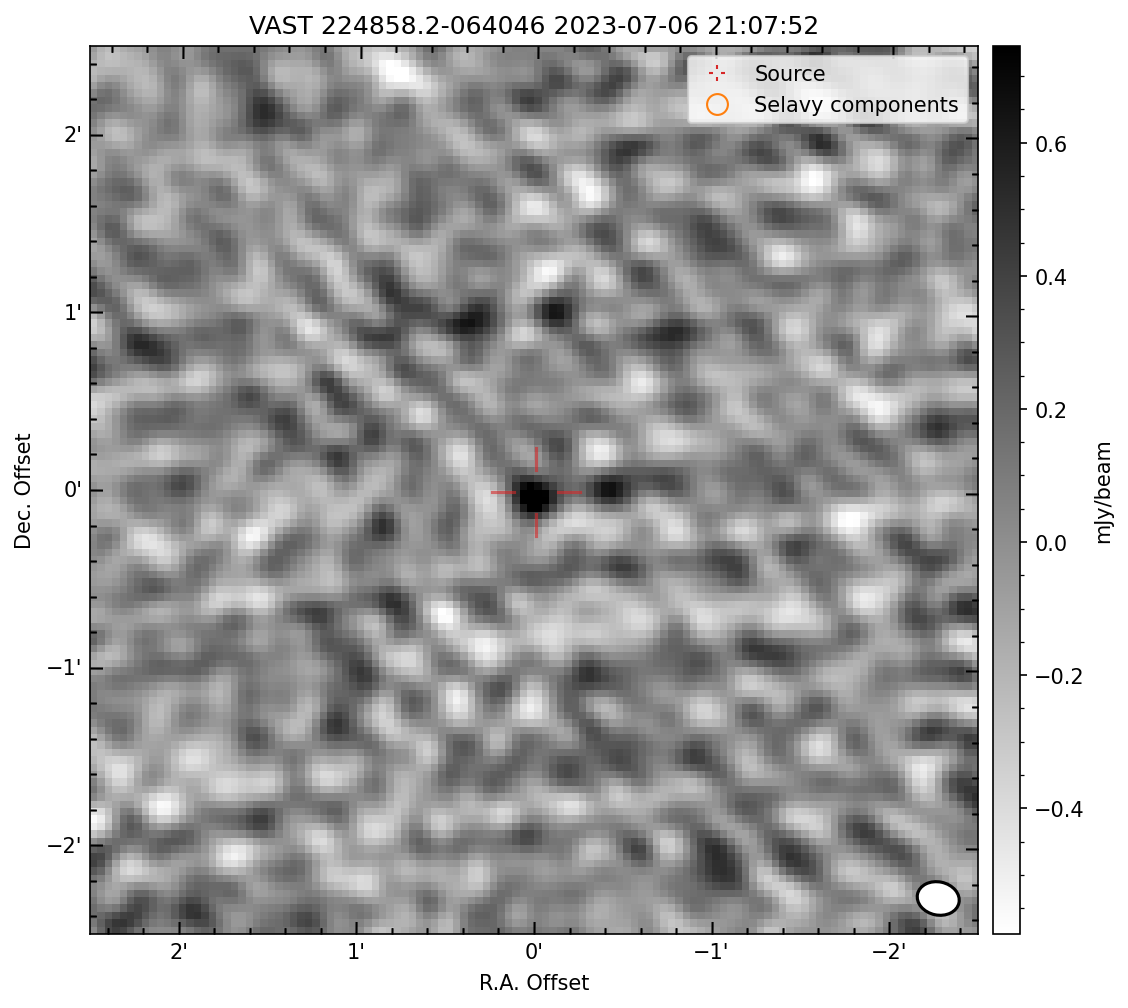 VAST 224858.2-064046 2023-07-06 21:07:52
Source
Selavy components
2'
1'
0'
−1'
−2'
Dec. Offset
2'
1'
0'
−1'
−2'
R.A. Offset
0.6
0.4
0.2
0.0
−0.2
−0.4
mJy/beam